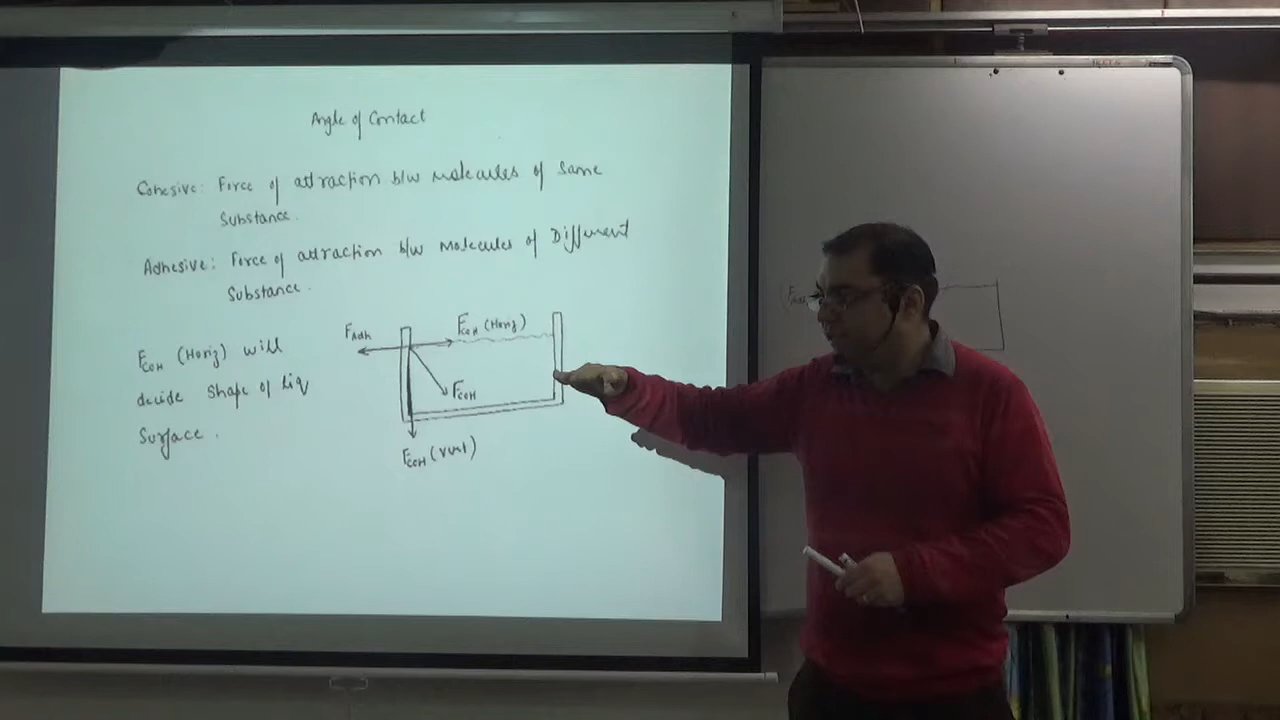 Angle of Contact
Cohesive: Force of attraction b/w molecules of Same
Substance.
Adhesive: Force of attraction b/w molecules of Different
Substance.
FCOH (Horiz) will
decide Shape of liq
Surface.
FAdh
FCOH (Horiz)
FCOH
FCOH (Vert)